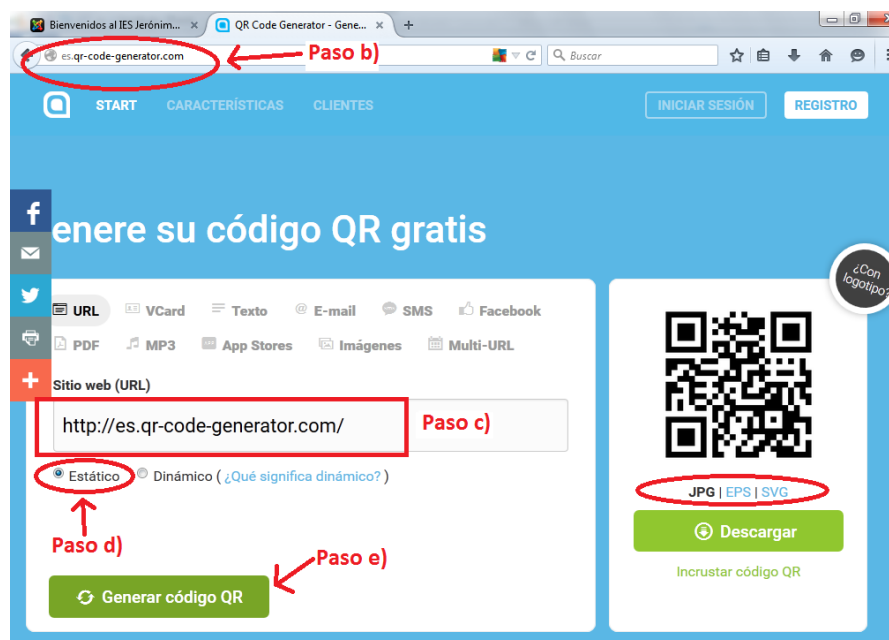 Bienvenidos al IES Jerónim... ×
QR Code Generator - Gene... × +
es.qr-code-generator.com
Paso b)
Buscar
START CARACTERÍSTICAS CLIENTES
INICIAR SESIÓN REGISTRO
enere su código QR gratis
¿Con
logotipo?
URL VCard Texto @ E-mail SMS Facebook
PDF MP3 App Stores Imágenes Multi-URL
Sitio web (URL)
http://es.qr-code-generator.com/
Paso c)
Estático Dinámico ( ¿Qué significa dinámico? )
Paso d)
Paso e)
Generar código QR
JPG | EPS | SVG
Descargar
Incrustar código QR